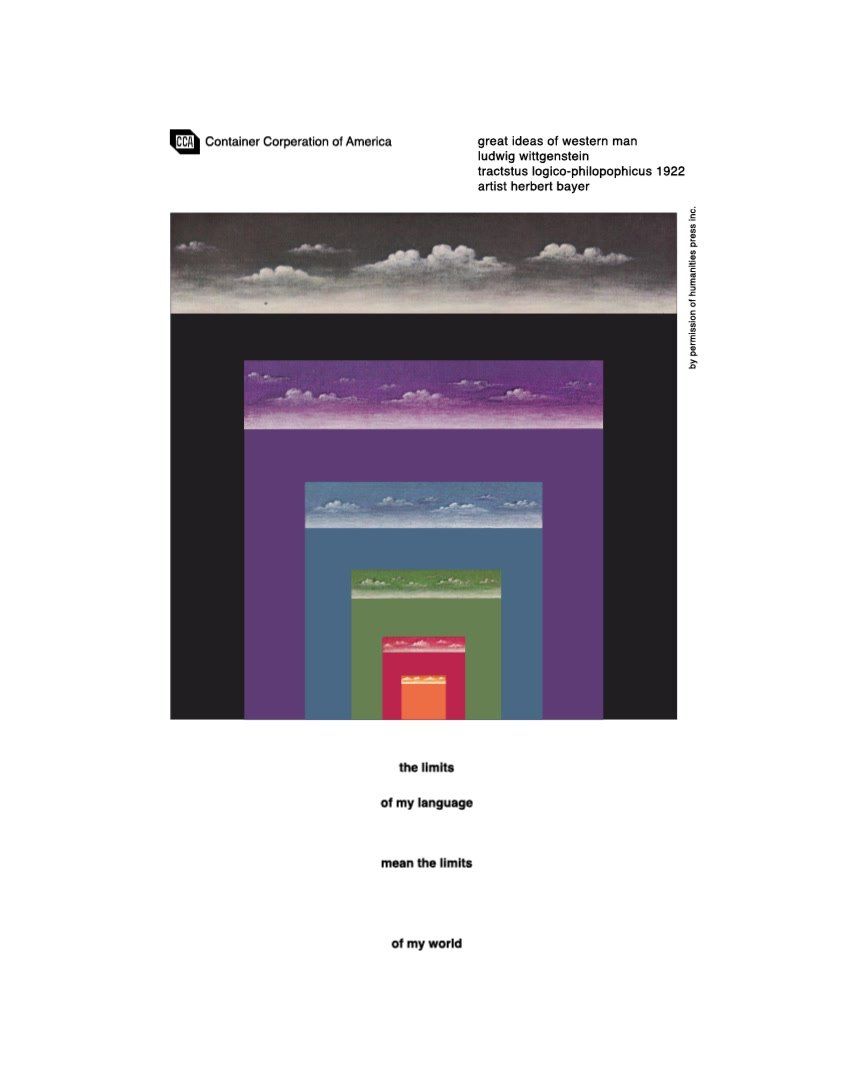 CCA
Container Corperation of America
great ideas of western man
ludwig wittgenstein
tractstus logico-philopophicus 1922
artist herbert bayer
by permission of humanities press inc.
the limits
of my language
mean the limits
of my world